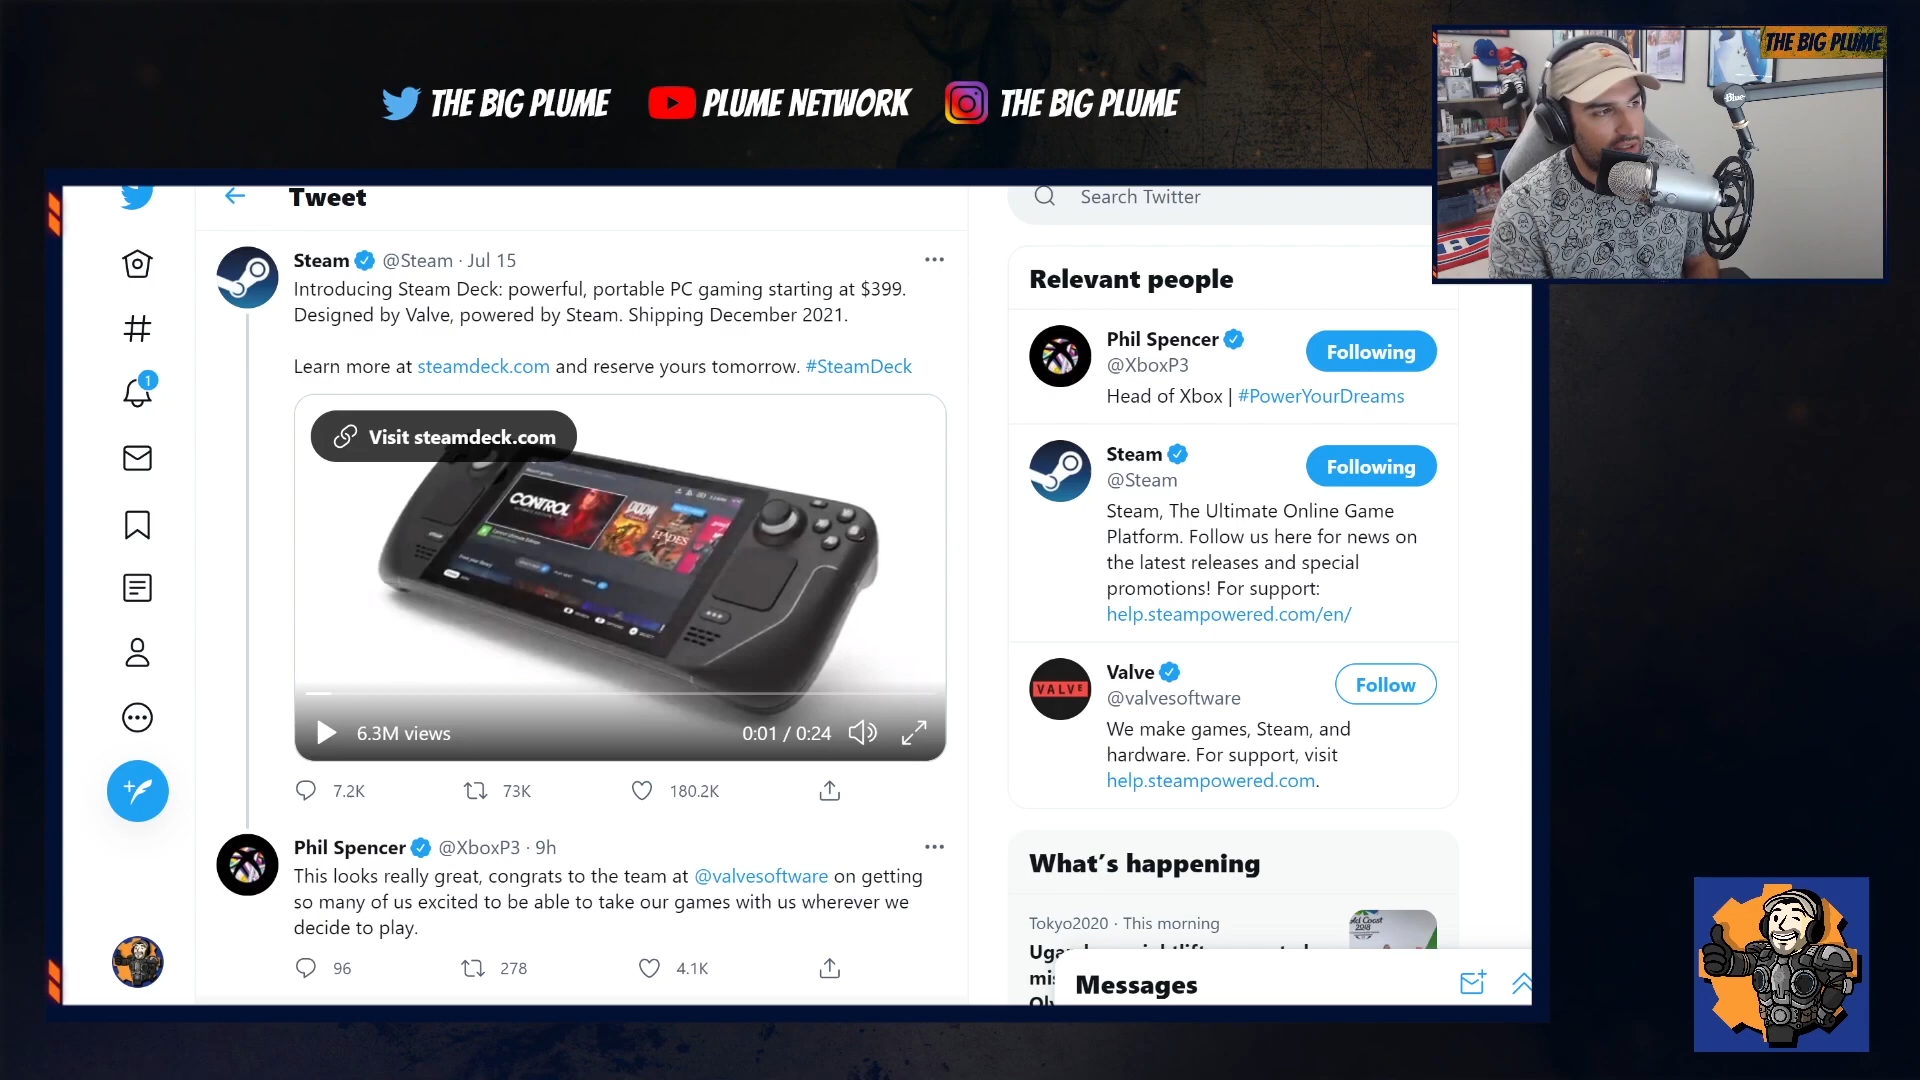 THE BIG PLUME
PLUME NETWORK
THE BIG PLUME
THE BIG PLUME
Blue
Tweet
Search Twitter
Steam @Steam · Jul 15
Introducing Steam Deck: powerful, portable PC gaming starting at $399.
Designed by Valve, powered by Steam. Shipping December 2021.
Learn more at steamdeck.com and reserve yours tomorrow. #SteamDeck
Visit steamdeck.com
CONTROL
DOOM
HADES
6.3M views
0:01 / 0:24
7.2K
73K
180.2K
Phil Spencer @XboxP3 · 9h
This looks really great, congrats to the team at @valvesoftware on getting
so many of us excited to be able to take our games with us wherever we
decide to play.
96
278
4.1K
1
Relevant people
Phil Spencer
@XboxP3
Following
Head of Xbox | #PowerYourDreams
Steam
@Steam
Following
Steam, The Ultimate Online Game
Platform. Follow us here for news on
the latest releases and special
promotions! For support:
help.steampowered.com/en/
VALVE
Valve
@valvesoftware
Follow
We make games, Steam, and
hardware. For support, visit
help.steampowered.com.
What's happening
Tokyo2020 · This morning
Messages